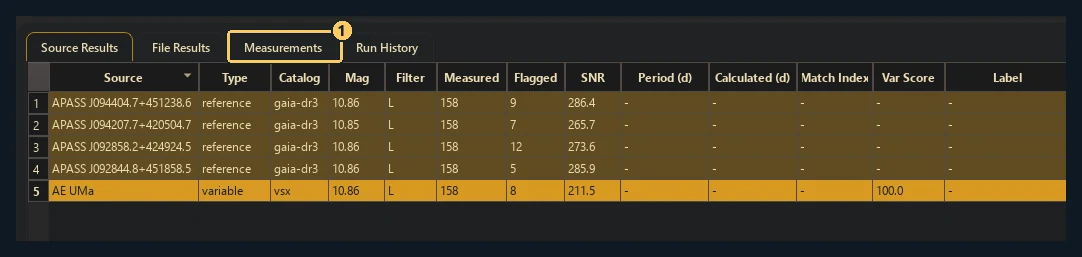 1
Source Results File Results Measurements Run History
Source Type Catalog Mag Filter Measured Flagged SNR Period (d) Calculated (d) Match Index Var Score Label
1 APASS J094404.7+451238.6 reference gaia-dr3 10.86 L 158 9 286.4 - - - - -
2 APASS J094207.7+420504.7 reference gaia-dr3 10.85 L 158 7 265.7 - - - - -
3 APASS J092858.2+424924.5 reference gaia-dr3 10.86 L 158 12 273.6 - - - - -
4 APASS J092844.8+451858.5 reference gaia-dr3 10.86 L 158 5 285.9 - - - - -
5 AE UMa variable vsx 10.86 L 158 8 211.5 - - - 100.0 -